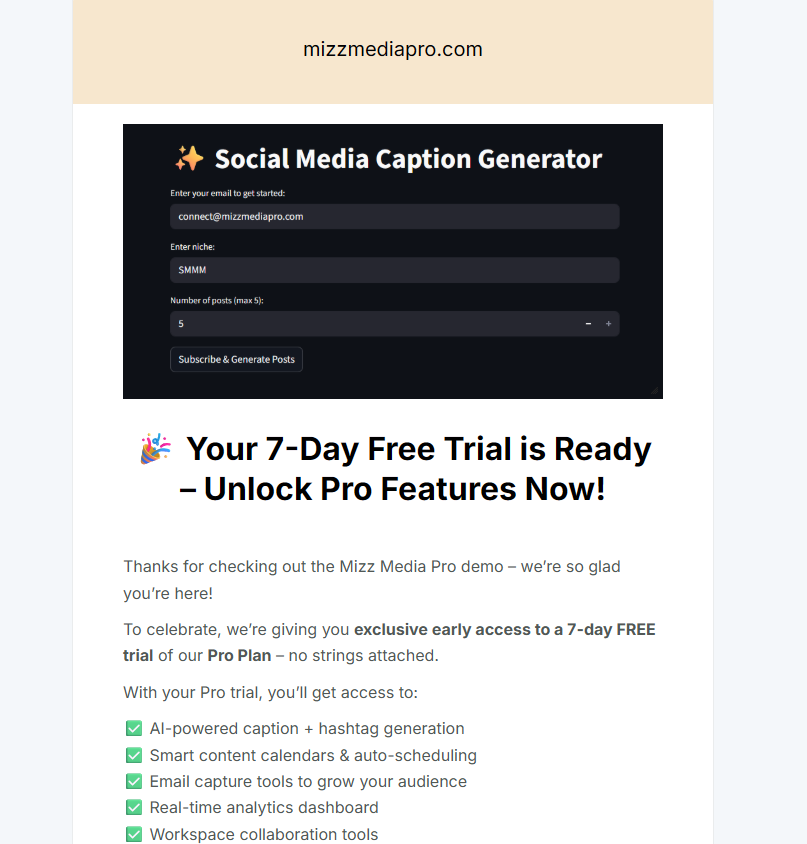 mizzmediapro.com
✨ Social Media Caption Generator
Enter your email to get started:
connect@mizzmediapro.com
Enter niche:
SMMM
Number of posts (max 5):
5 − +
Subscribe & Generate Posts
🎉 Your 7-Day Free Trial is Ready
– Unlock Pro Features Now!
Thanks for checking out the Mizz Media Pro demo – we’re so glad
you’re here!
To celebrate, we’re giving you exclusive early access to a 7-day FREE
trial of our Pro Plan – no strings attached.
With your Pro trial, you’ll get access to:
✅ AI-powered caption + hashtag generation
✅ Smart content calendars & auto-scheduling
✅ Email capture tools to grow your audience
✅ Real-time analytics dashboard
✅ Workspace collaboration tools